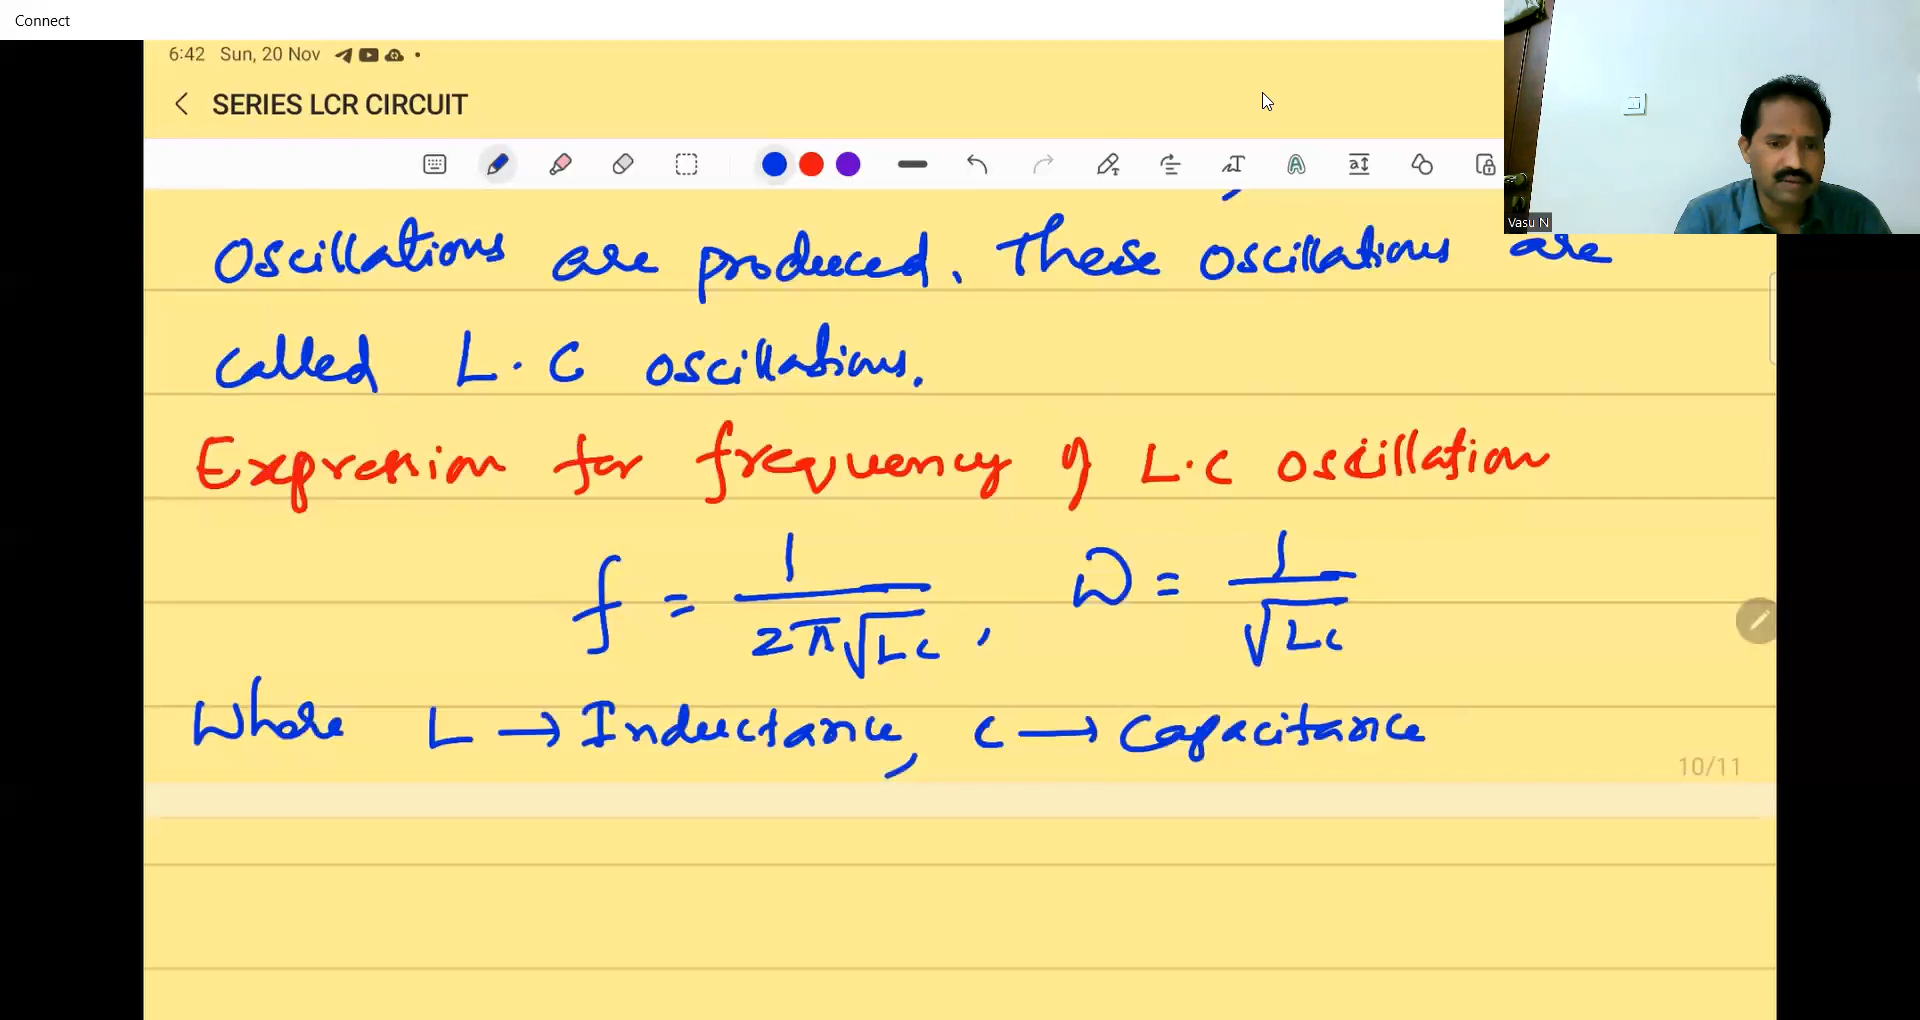 Connect
6:42 Sun, 20 Nov
SERIES LCR CIRCUIT
Vasu N
Oscillations are produced. These oscillations are
called L.C oscillations.
Expression for frequency of L.C oscillation
f = 1/2π√LC , ω = 1/√LC
Where L → Inductance, C → Capacitance
10/11